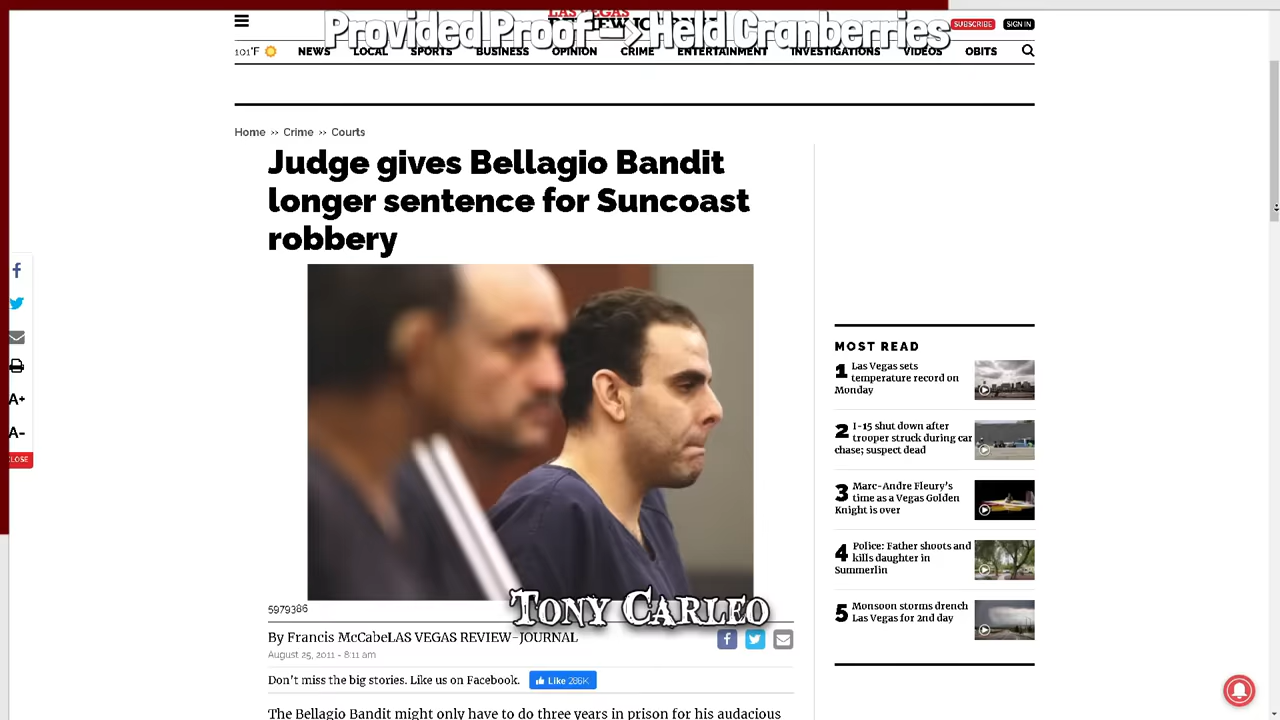 Provided Proof -> Held Cranberries
LAS VEGAS
SUBSCRIBE
SIGN IN
101°F
NEWS LOCAL SPORTS BUSINESS OPINION CRIME ENTERTAINMENT INVESTIGATIONS VIDEOS OBITS
Home >> Crime >> Courts
Judge gives Bellagio Bandit
longer sentence for Suncoast
robbery
A+
A-
CLOSE
TONY CARLEO
5979386
By Francis McCabeLAS VEGAS REVIEW-JOURNAL
August 25, 2011 - 8:11 am
Don't miss the big stories. Like us on Facebook.
Like 286K
The Bellagio Bandit might only have to do three years in prison for his audacious
MOST READ
1 Las Vegas sets
temperature record on
Monday
2 I-15 shut down after
trooper struck during car
chase; suspect dead
3 Marc-Andre Fleury's
time as a Vegas Golden
Knight is over
4 Police: Father shoots and
kills daughter in
Summerlin
5 Monsoon storms drench
Las Vegas for 2nd day